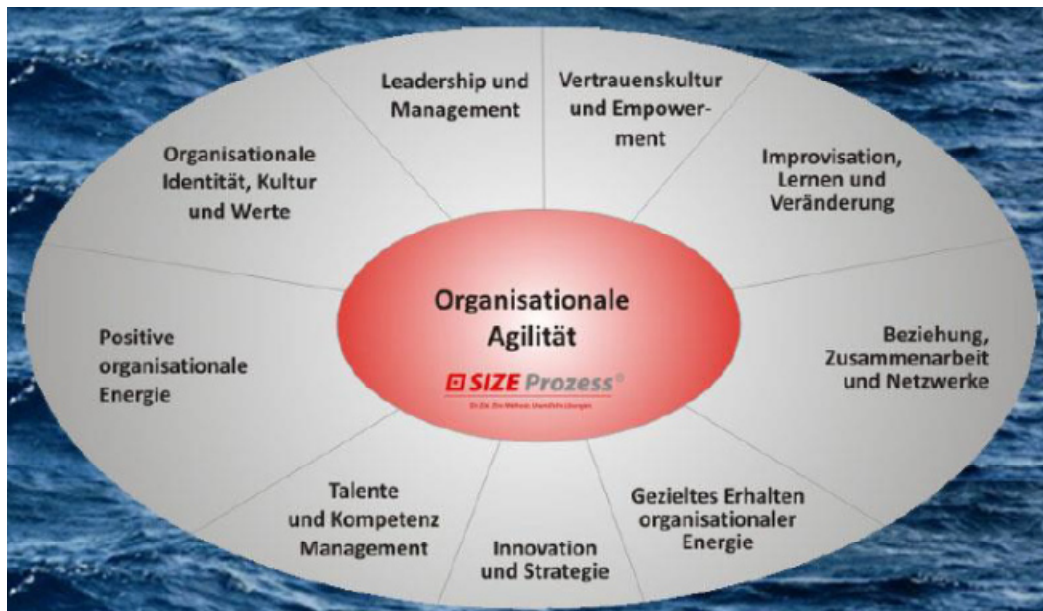 Leadership und
Management
Vertrauenskultur
und Empower-
ment
Improvisation,
Lernen und
Veränderung
Beziehung,
Zusammenarbeit
und Netzwerke
Gezieltes Erhalten
organisationaler
Energie
Innovation
und Strategie
Talente
und Kompetenz
Management
Positive
organisationale
Energie
Organisationale
Identität, Kultur
und Werte
Organisationale
Agilität
SIZE Prozess®